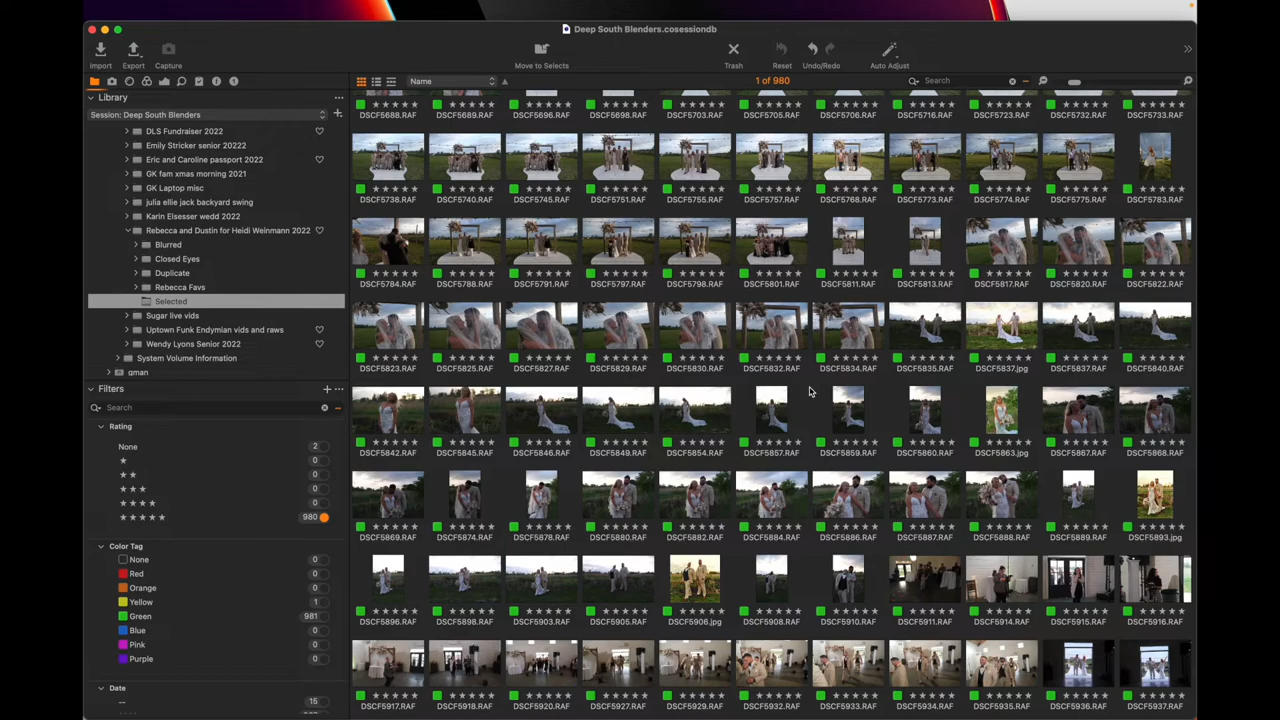 Deep South Blenders.cosessiondb
Import Export Capture Move to Selects Trash Reset Undo/Redo Auto Adjust
Name 1 of 980 Search
Library
Session: Deep South Blenders
DLS Fundraiser 2022
Emily Stricker senior 20222
Eric and Caroline passport 2022
GK fam xmas morning 2021
GK Laptop misc
julia ellie jack backyard swing
Karin Elsesser wedd 2022
Rebecca and Dustin for Heidi Weinmann 2022
Blurred
Closed Eyes
Duplicate
Rebecca Favs
Selected
Sugar live vids
Uptown Funk Endymian vids and raws
Wendy Lyons Senior 2022
System Volume Information
gman
Filters
Search
Rating
None 2
0
0
0
0
980
Color Tag
None 0
Red 0
Orange 0
Yellow 1
Green 981
Blue 0
Pink 0
Purple 0
Date
-- 15
DSCF5688.RAF DSCF5689.RAF DSCF5696.RAF DSCF5698.RAF DSCF5703.RAF DSCF5705.RAF DSCF5706.RAF DSCF5716.RAF DSCF5723.RAF DSCF5732.RAF DSCF5733.RAF
DSCF5738.RAF DSCF5740.RAF DSCF5745.RAF DSCF5751.RAF DSCF5755.RAF DSCF5757.RAF DSCF5768.RAF DSCF5773.RAF DSCF5774.RAF DSCF5775.RAF DSCF5783.RAF
DSCF5784.RAF DSCF5788.RAF DSCF5791.RAF DSCF5797.RAF DSCF5798.RAF DSCF5801.RAF DSCF5811.RAF DSCF5813.RAF DSCF5817.RAF DSCF5820.RAF DSCF5822.RAF
DSCF5823.RAF DSCF5825.RAF DSCF5827.RAF DSCF5829.RAF DSCF5830.RAF DSCF5832.RAF DSCF5834.RAF DSCF5835.RAF DSCF5837.jpg DSCF5837.RAF DSCF5840.RAF
DSCF5842.RAF DSCF5845.RAF DSCF5849.RAF DSCF5849.RAF DSCF5854.RAF DSCF5857.RAF DSCF5859.RAF DSCF5860.RAF DSCF5863.jpg DSCF5867.RAF DSCF5868.RAF
DSCF5869.RAF DSCF5874.RAF DSCF5878.RAF DSCF5880.RAF DSCF5882.RAF DSCF5884.RAF DSCF5886.RAF DSCF5887.RAF DSCF5888.RAF DSCF5889.RAF DSCF5893.jpg
DSCF5896.RAF DSCF5898.RAF DSCF5903.RAF DSCF5905.RAF DSCF5906.jpg DSCF5908.RAF DSCF5910.RAF DSCF5911.RAF DSCF5914.RAF DSCF5915.RAF DSCF5916.RAF
DSCF5917.RAF DSCF5918.RAF DSCF5920.RAF DSCF5927.RAF DSCF5929.RAF DSCF5932.RAF DSCF5933.RAF DSCF5934.RAF DSCF5935.RAF DSCF5936.RAF DSCF5937.RAF